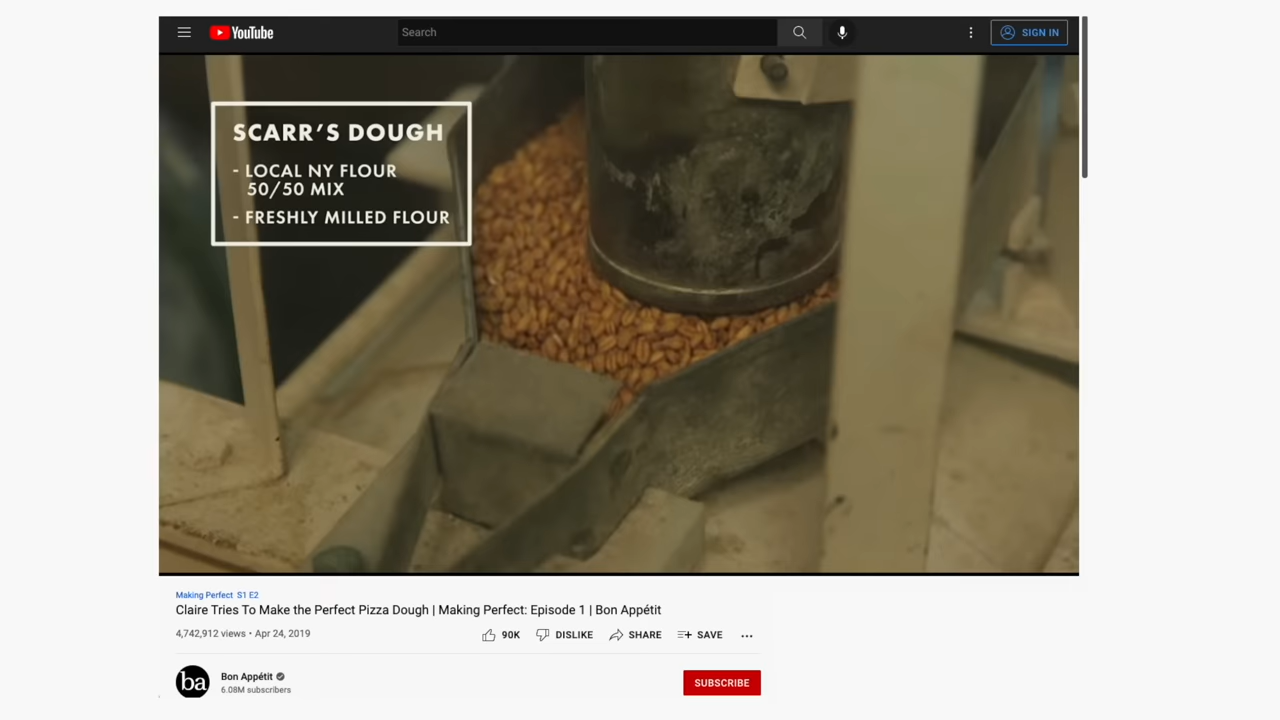 YouTube
Search
SIGN IN
SCARR'S DOUGH
- LOCAL NY FLOUR
50/50 MIX
- FRESHLY MILLED FLOUR
Making Perfect S1 E2
Claire Tries To Make the Perfect Pizza Dough | Making Perfect: Episode 1 | Bon Appétit
4,742,912 views • Apr 24, 2019
90K DISLIKE SHARE SAVE ...
ba
Bon Appétit
6.08M subscribers
SUBSCRIBE